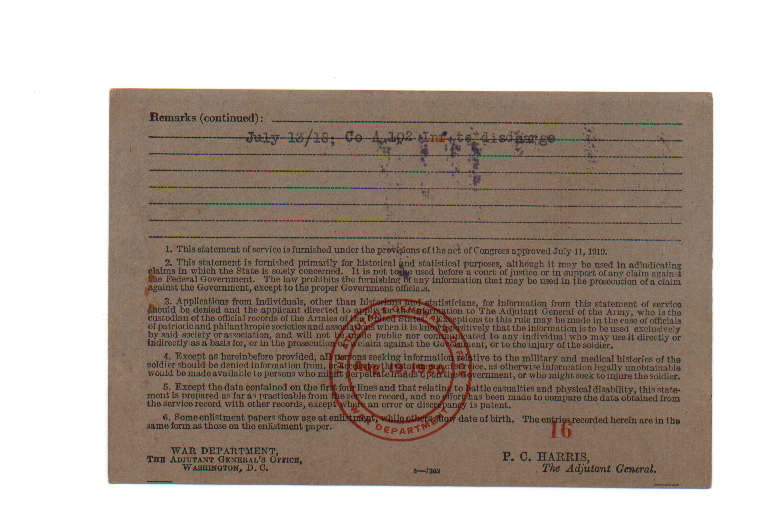 Remarks (continued):
July 13/18; Co A 102 Inf to discharge
1. This statement of service is furnished under the provisions of the act of Congress approved July 11, 1919.
2. This statement is furnished primarily for historical and statistical purposes, although it may be used in adjudicating
claims in which the State is solely concerned. It is not to be used before a court of justice or in support of any claim against
the Federal Government. The law prohibits the furnishing of any information that may be used in the prosecution of a claim
against the Government, except to the proper Government officials.
3. Applications from individuals, other than historians and statisticians, for information from this statement of service
should be denied and the applicant directed to apply for information to The Adjutant General of the Army, who is the
custodian of the official records of the Armies of the United States. Exceptions to this rule may be made in the case of officials
of patriotic and philanthropic societies and associations when it is known positively that the information is to be used exclusively
by said society or association, and will not be made public nor communicated to any individual who may use it directly or
indirectly as a basis for, or in the prosecution of a claim against the Government, or to the injury of the soldier.
4. Except as hereinbefore provided, all persons seeking information relative to the military and medical histories of the
soldier should be denied information from, or access to the statement of service, as otherwise information legally unobtainable
would be made available to persons who might perpetrate frauds upon the Government, or who might seek to injure the soldier.
5. Except the data contained on the first four lines and that relating to battle casualties and physical disability, this state-
ment is prepared as far as practicable from the service record, and no effort has been made to compare the data obtained from
the service record with other records, except where an error or discrepancy is patent.
6. Some enlistment papers show age at enlistment, while others show date of birth. The entries recorded herein are in the
same form as those on the enlistment paper.
ADJUTANT GENERAL'S OFFICE
19
WAR DEPARTMENT
16
WAR DEPARTMENT,
THE ADJUTANT GENERAL'S OFFICE,
WASHINGTON, D. C.
P. C. HARRIS,
The Adjutant General.